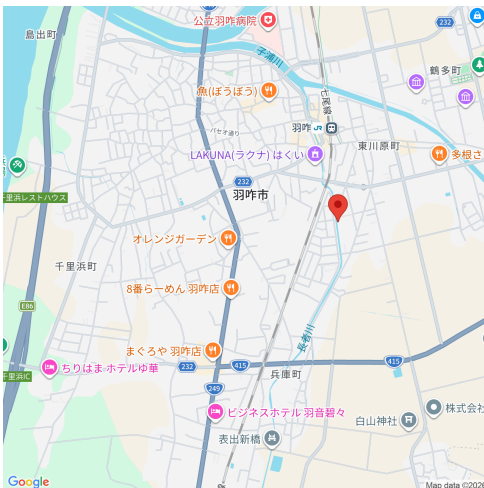 島出町
公立羽咋病院
232
子浦川
鶴多町
魚(ぼうぼう)
七尾線
羽咋
JR
パセオ通り
東川原町
LAKUNA(ラクナ) はくい
多根さ
232
羽咋市
千里浜レストハウス
オレンジガーデン
千里浜町
8番らーめん 羽咋店
E86
長者川
まぐろや 羽咋店
415
415
ちりはまホテルゆ華
232
千里浜IC
兵庫町
249
ビジネスホテル 羽音碧々
株式会社
白山神社
表出新橋
Google
Map data ©2026